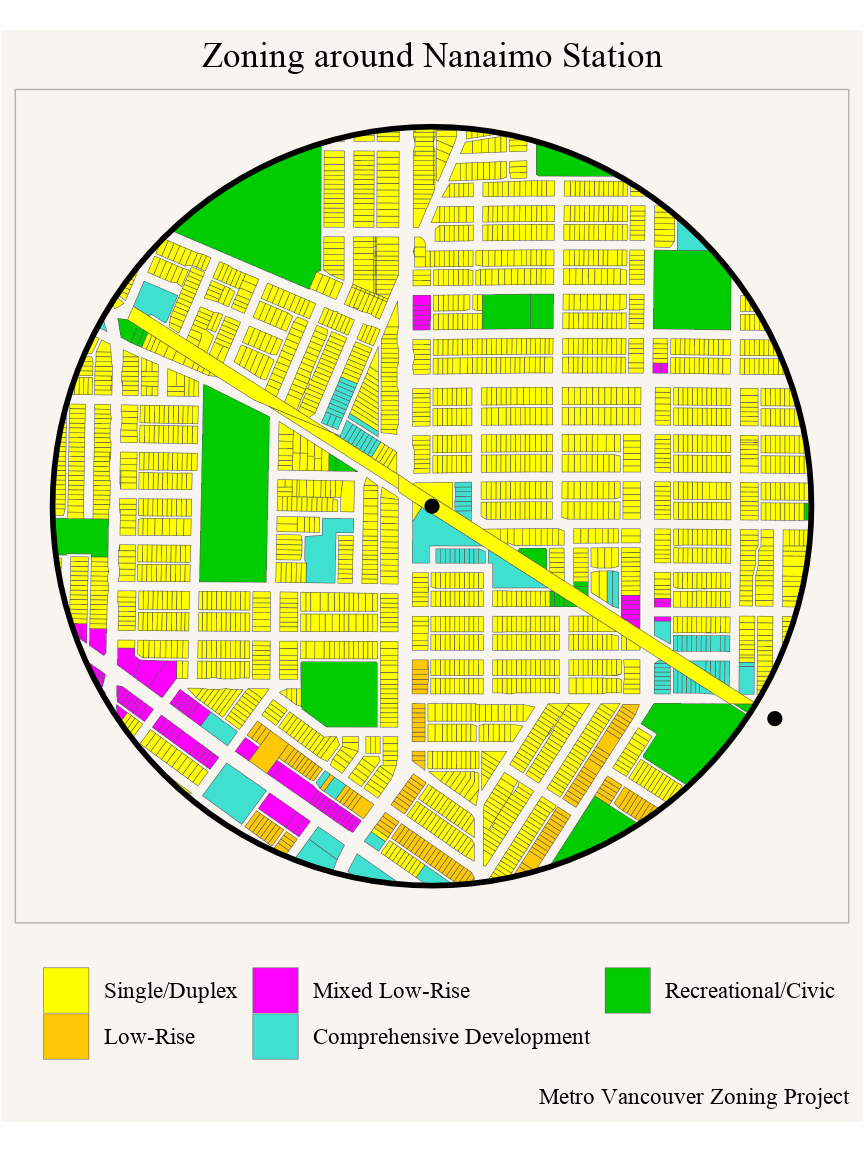 Zoning around Nanaimo Station
Single/Duplex
Mixed Low-Rise
Recreational/Civic
Low-Rise
Comprehensive Development
Metro Vancouver Zoning Project